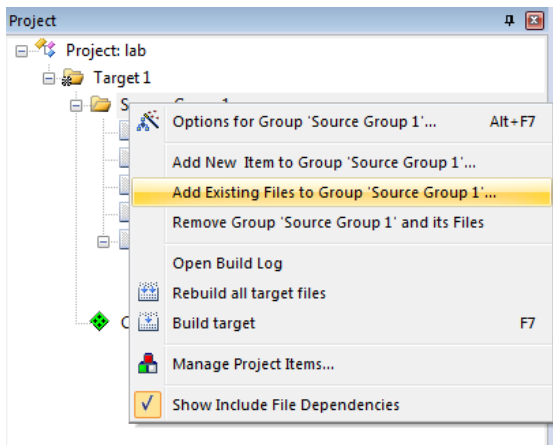 Project
Project: lab
Target 1
Options for Group 'Source Group 1'... Alt+F7
Add New Item to Group 'Source Group 1'...
Add Existing Files to Group 'Source Group 1'...
Remove Group 'Source Group 1' and its Files
Open Build Log
Rebuild all target files
Build target F7
Manage Project Items...
Show Include File Dependencies